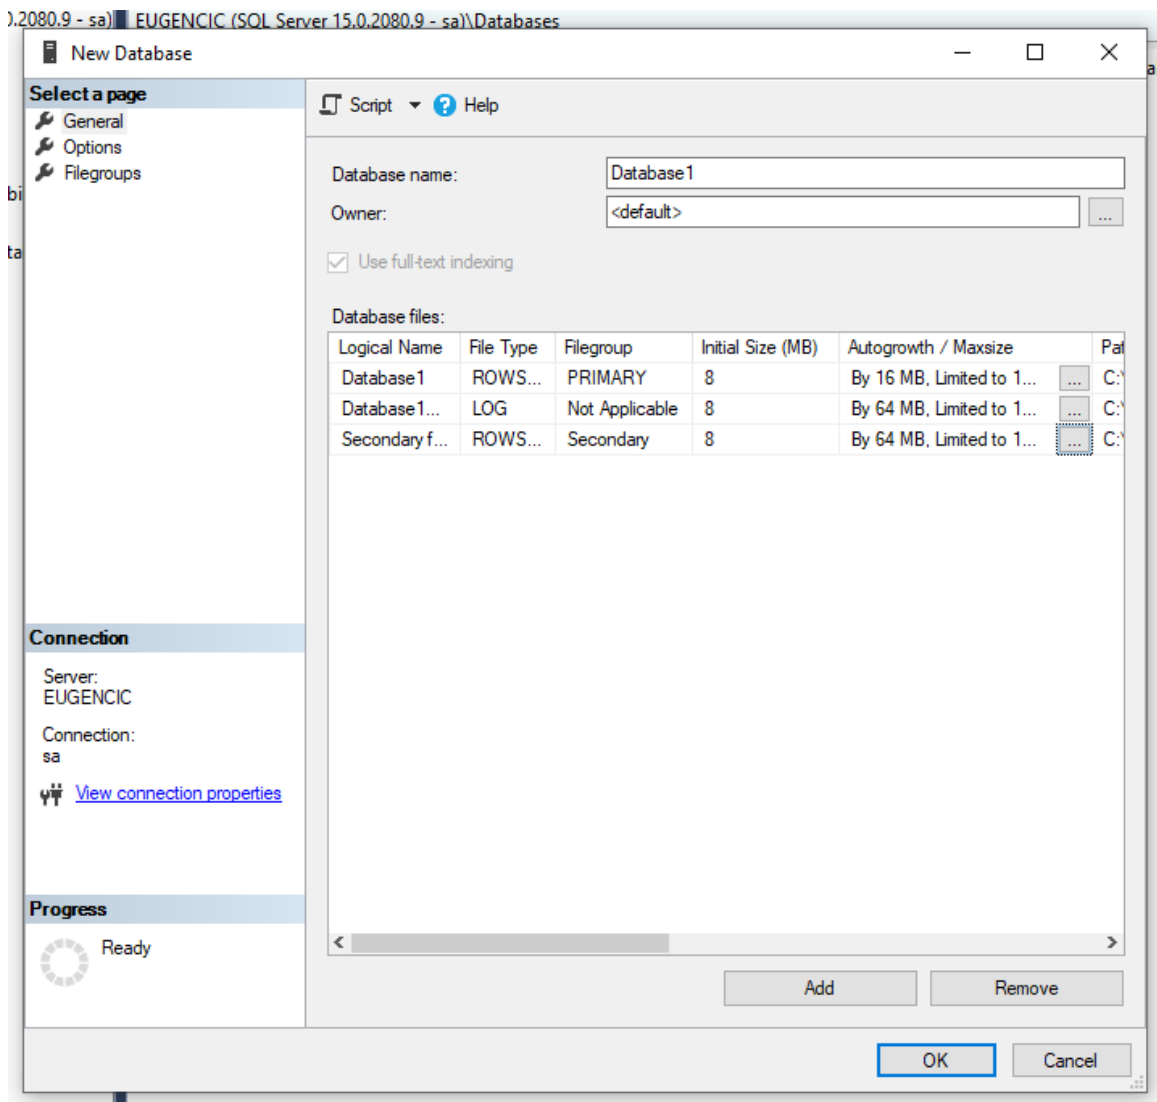 ).2080.9 - sa) EUGENCIC (SQL Server 15.0.2080.9 - sa)\Databases
New Database
Select a page
General
Options
Filegroups
Script Help
Database name: Database1
Owner: <default> ...
Use full-text indexing
Database files:
Logical Name File Type Filegroup Initial Size (MB) Autogrowth / Maxsize Pat
Database1 ROWS... PRIMARY 8 By 16 MB, Limited to 1... ... C:\
Database1... LOG Not Applicable 8 By 64 MB, Limited to 1... ... C:\
Secondary f... ROWS... Secondary 8 By 64 MB, Limited to 1... ... C:\
bi
ta
a
Connection
Server:
EUGENCIC
Connection:
sa
View connection properties
Progress
Ready
Add Remove
OK Cancel